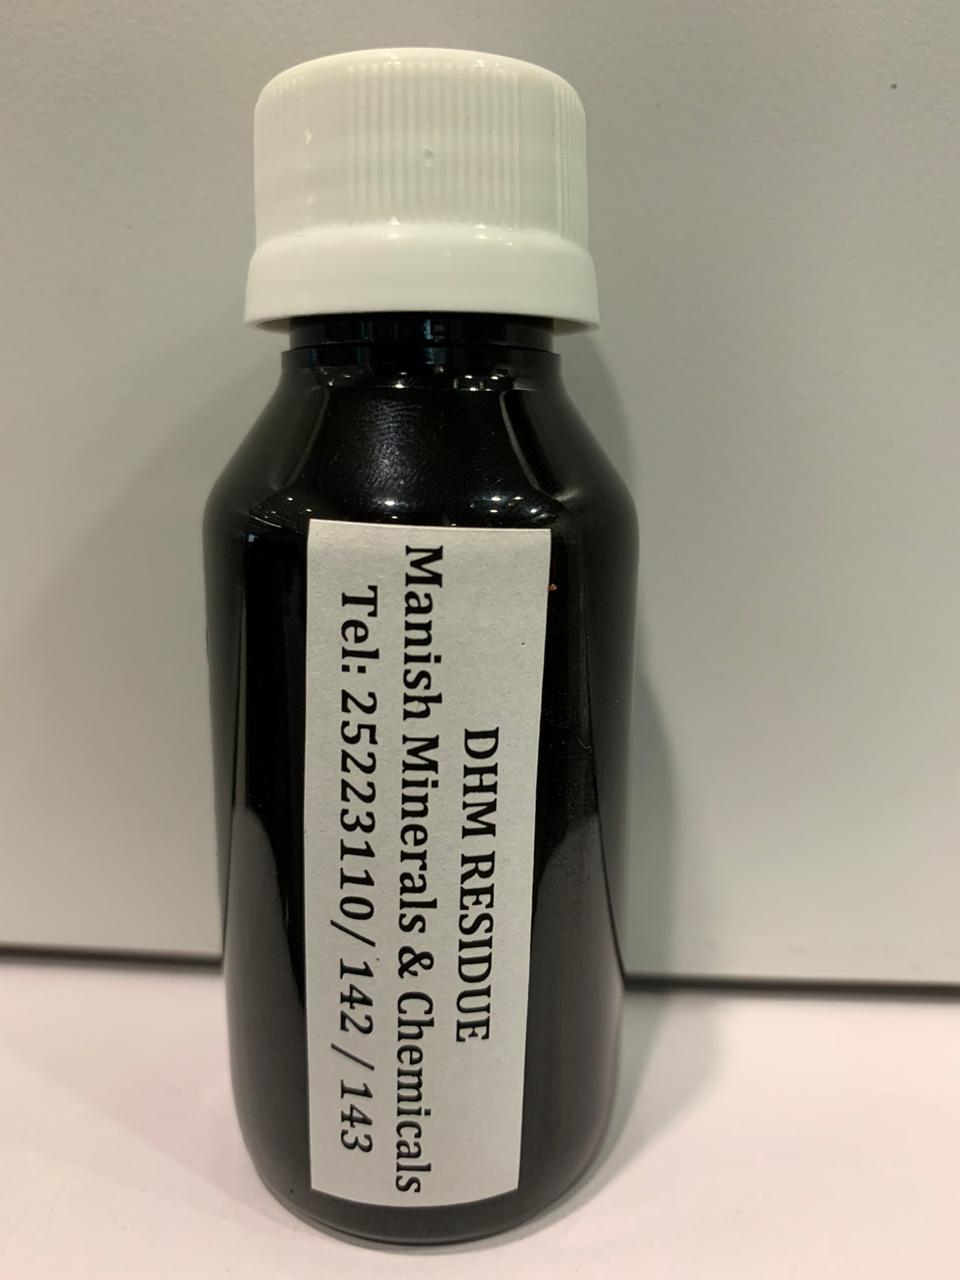 DHM RESIDUE
Manish Minerals & Chemicals
Tel: 25223110/ 142 / 143